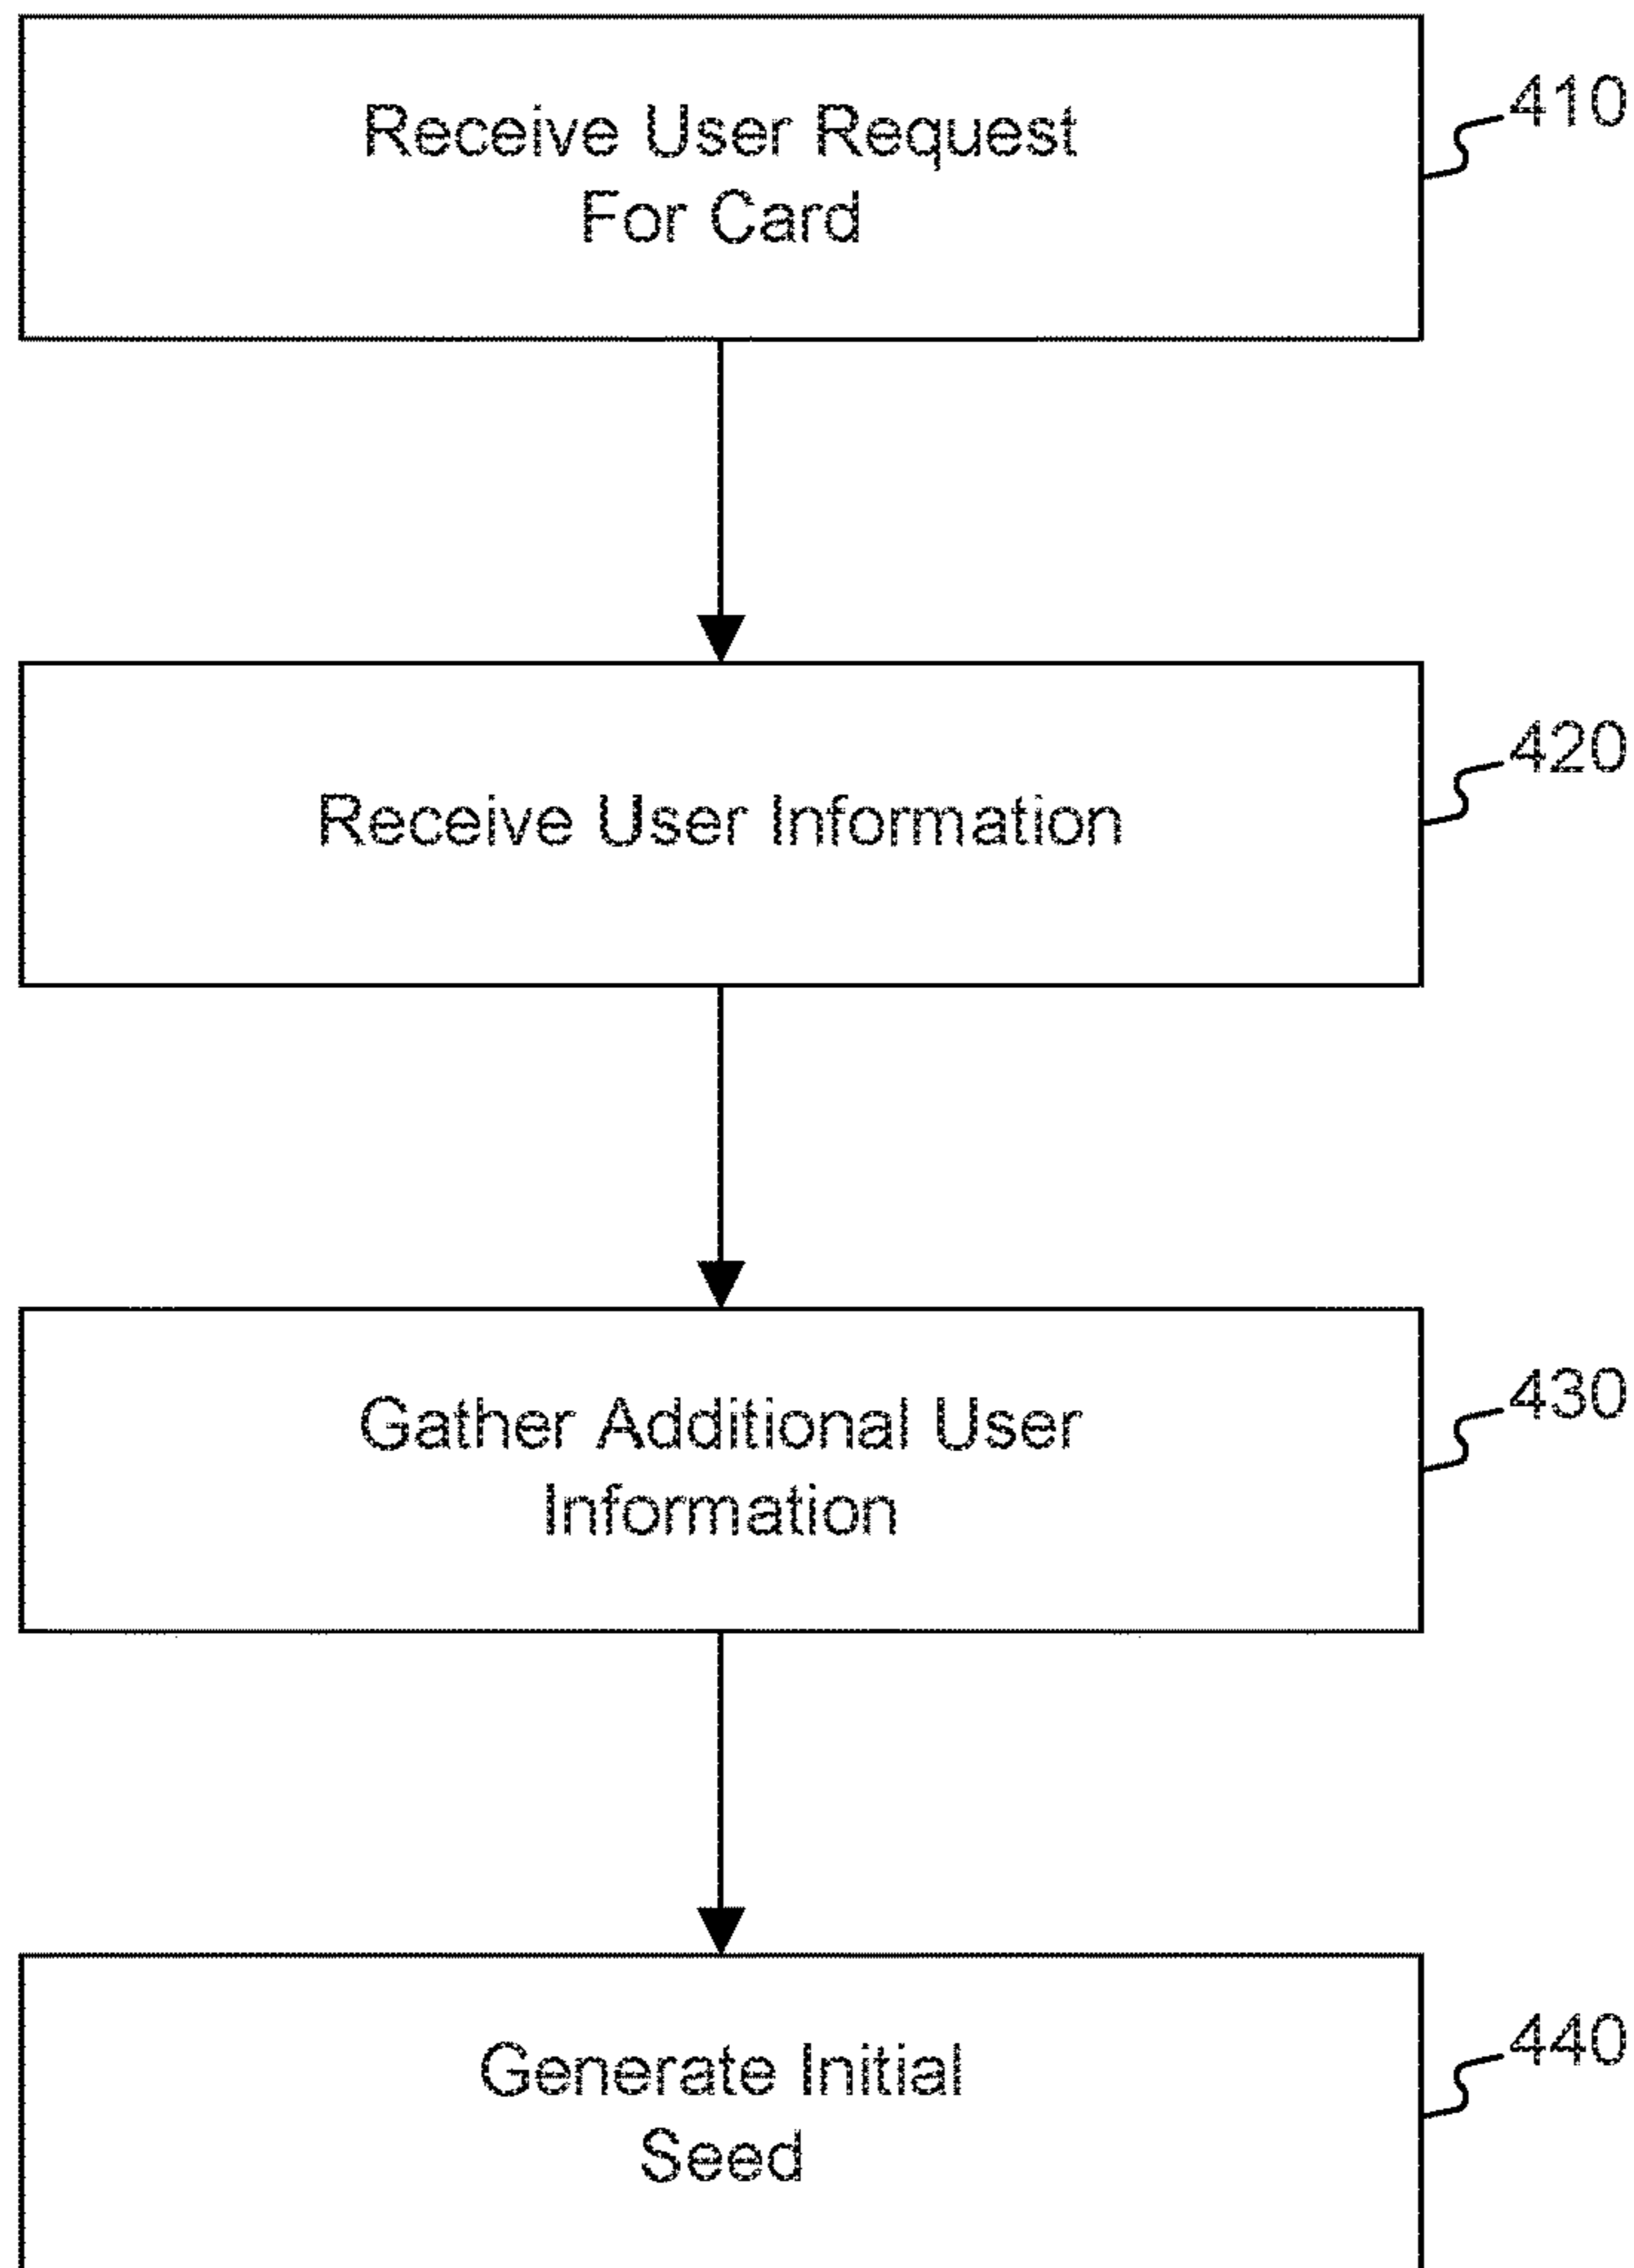 Receive User Request
For Card
410
Receive User Information
420
Gather Additional User
Information
430
Generate Initial
Seed
440